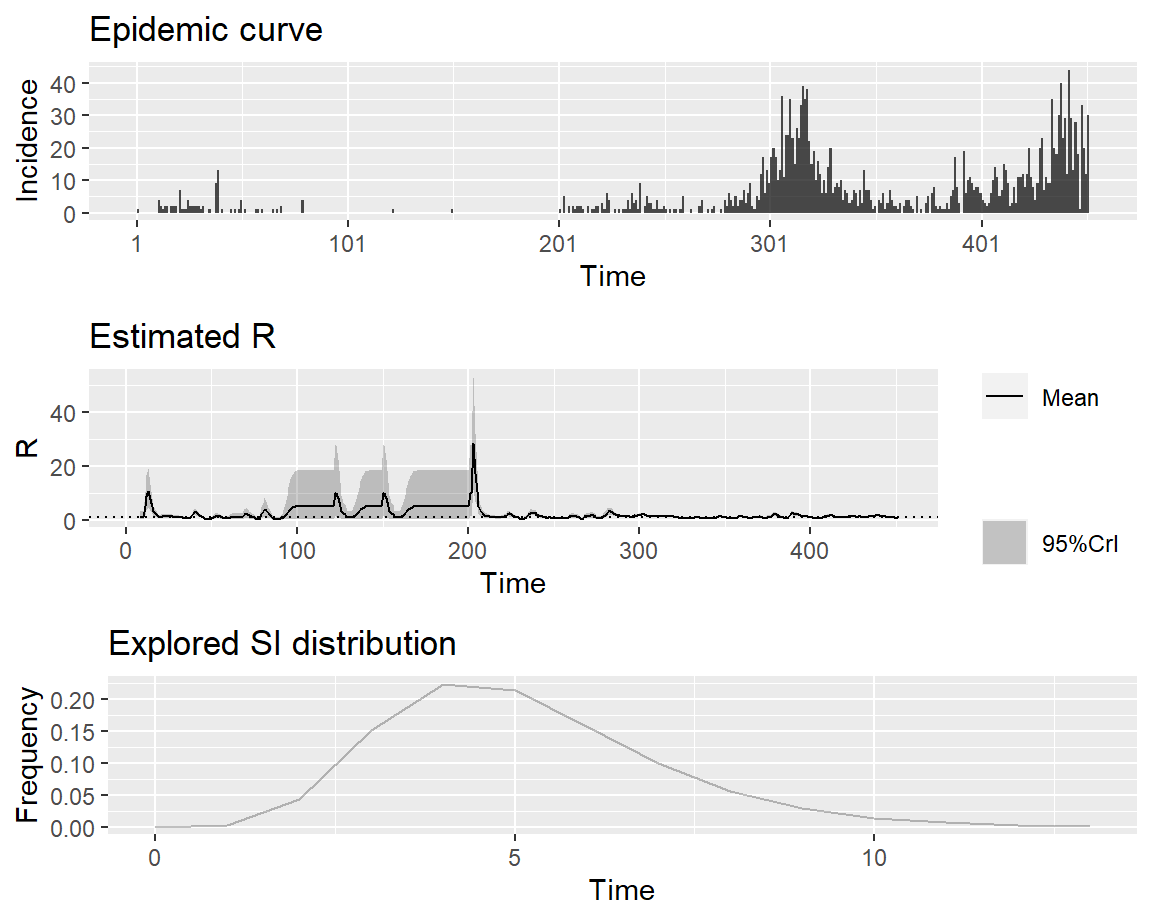 Epidemic curve
Incidence
40
30
20
10
0
1 101 201 301 401
Time
Estimated R
R
40
20
0
0 100 200 300 400
Time
Mean
95%CrI
Explored SI distribution
Frequency
0.20
0.15
0.10
0.05
0.00
0 5 10
Time